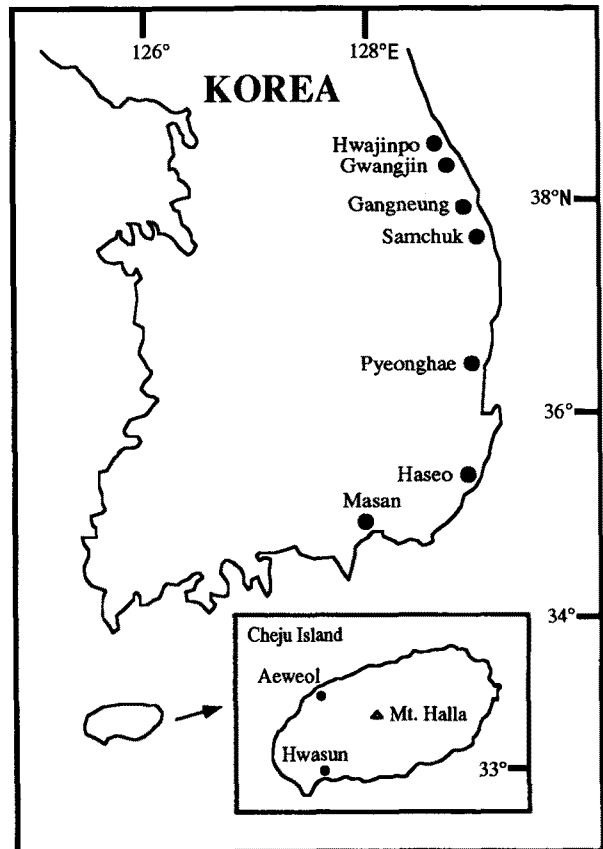 126° 128°E
KOREA
Hwajinpo
Gwangjin
38°N
Gangneung
Samchuk
Pyeonghae
36°
Haseo
Masan
34°
Cheju Island
Aeweol
Mt. Halla
Hwasun
33°